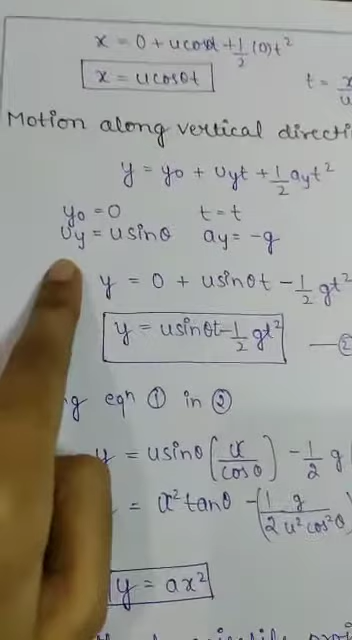 x = 0 + ucosθt + 1/2 (0)t²
x = ucosθt
t = x/u
Motion along vertical directi
y = y₀ + uyt + 1/2 ayt²
y₀ = 0 t = t
uy = usinθ ay = -g
y = 0 + usinθt - 1/2 gt²
y = usinθt - 1/2 gt² — ②
g eqn ① in ②
y = usinθ(x/cosθ) - 1/2 g
= x²tanθ - (1/2 g/u²cos²θ
y = ax²